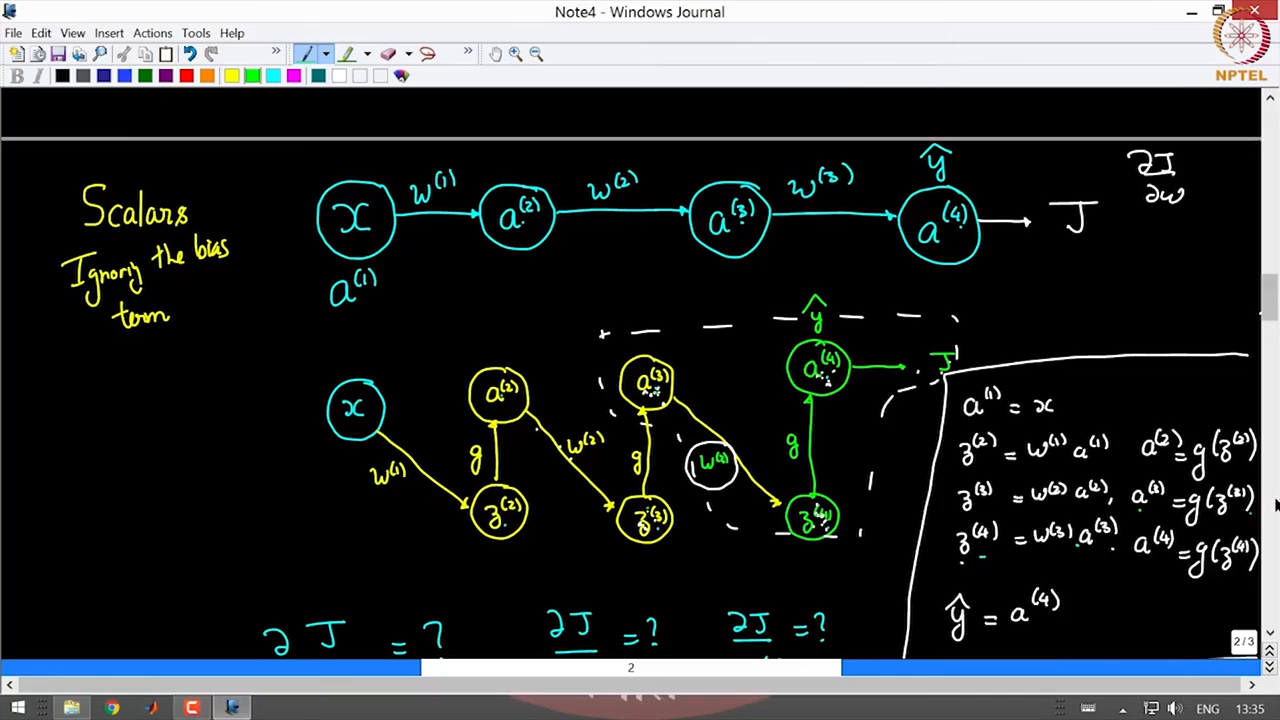 Note4 - Windows Journal
File Edit View Insert Actions Tools Help
B I
NPTEL
Scalars
Ignoring the bias
term
x w^(1) a^(2) w^(2) a^(3) w^(3) a^(4) J
ŷ
∂J
∂w
a^(1)
ŷ
x w^(1) z^(2) g a^(2) w^(2) z^(3) g a^(3) w^(3) z^(4) g a^(4) J
a^(1) = x
z^(2) = w^(1) a^(1) a^(2) = g(z^(2))
z^(3) = w^(2) a^(2), a^(3) = g(z^(3))
z^(4) = w^(3) a^(3) a^(4) = g(z^(4))
ŷ = a^(4)
∂J = ? ∂J = ? ∂J = ?
2/3
2
ENG 13:35